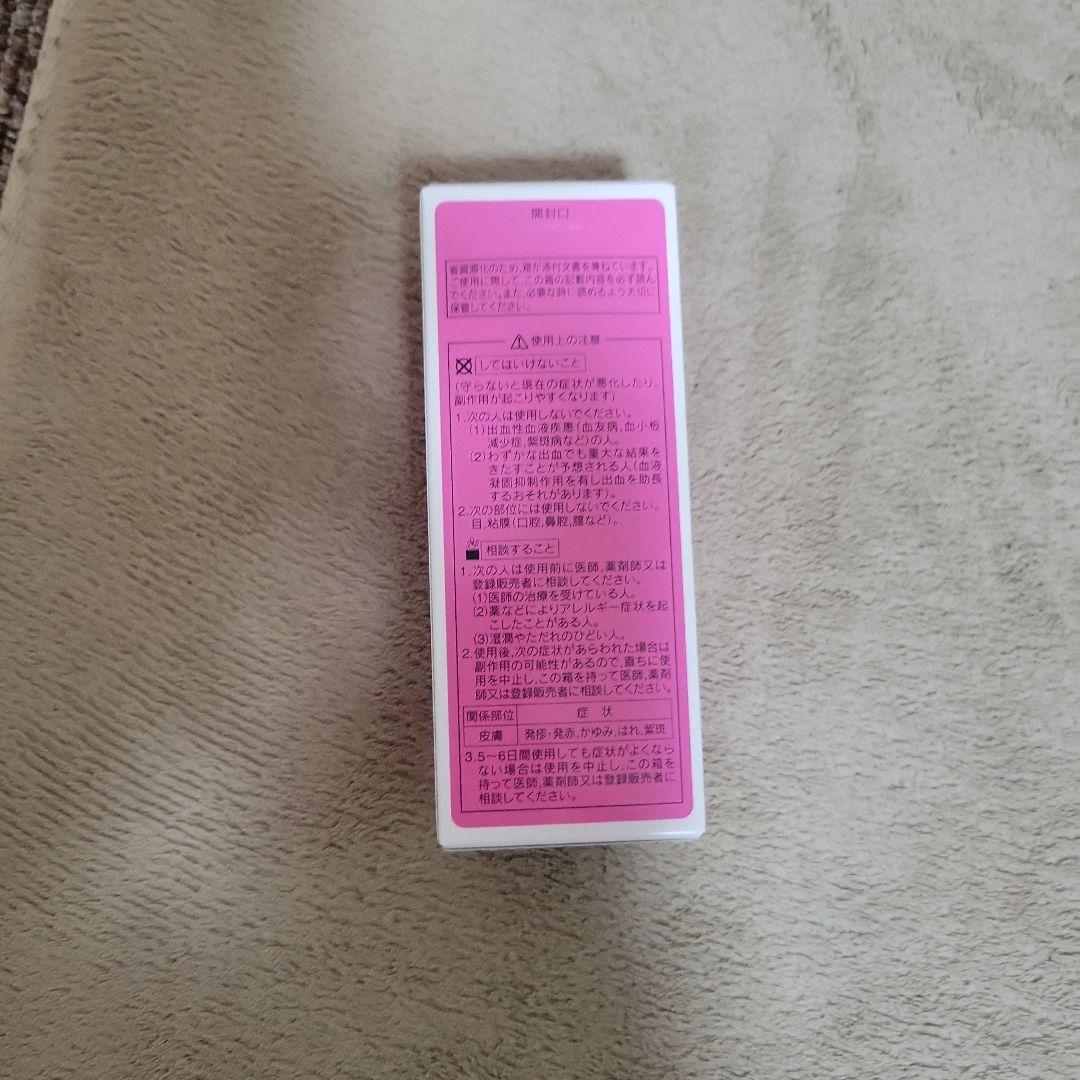 開封口
省資源化のため,箱が添付文書を兼ねています。
ご使用に際して,この箱の記載内容を必ず読ん
でください。また,必要な時に読めるよう大切に
保管してください。
使用上の注意
してはいけないこと
(守らないと現在の症状が悪化したり,
副作用が起こりやすくなります)
1.次の人は使用しないでください。
(1)出血性血液疾患(血友病,血小板
減少症,紫斑病など)の人。
(2)わずかな出血でも重大な結果を
きたすことが予想される人(血液
凝固抑制作用を有し出血を助長
するおそれがあります)。
2.次の部位には使用しないでください。
目,粘膜(口腔,鼻腔,膣など)。
相談すること
1.次の人は使用前に医師,薬剤師又は
登録販売者に相談してください。
(1)医師の治療を受けている人。
(2)薬などによりアレルギー症状を起
こしたことがある人。
(3)湿潤やただれのひどい人。
2.使用後,次の症状があらわれた場合は
副作用の可能性があるので,直ちに使
用を中止し,この箱を持って医師,薬剤
師又は登録販売者に相談してください。
関係部位 症状
皮膚 発疹・発赤,かゆみ,はれ,紫斑
3.5〜6日間使用しても症状がよくなら
ない場合は使用を中止し,この箱を
持って医師,薬剤師又は登録販売者に
相談してください。